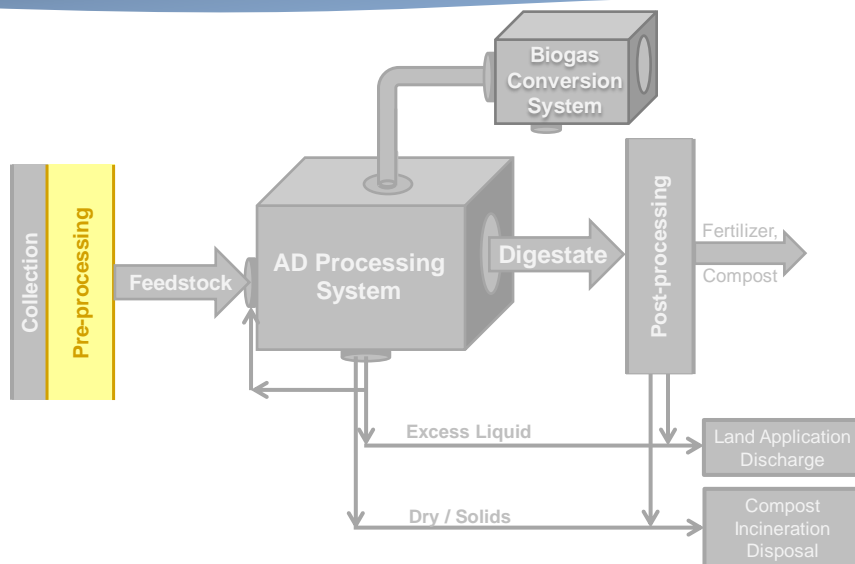 Biogas
Conversion
System
Collection
Pre-processing
Feedstock
AD Processing
System
Digestate
Post-processing
Fertilizer,
Compost
Excess Liquid
Land Application
Discharge
Dry / Solids
Compost
Incineration
Disposal